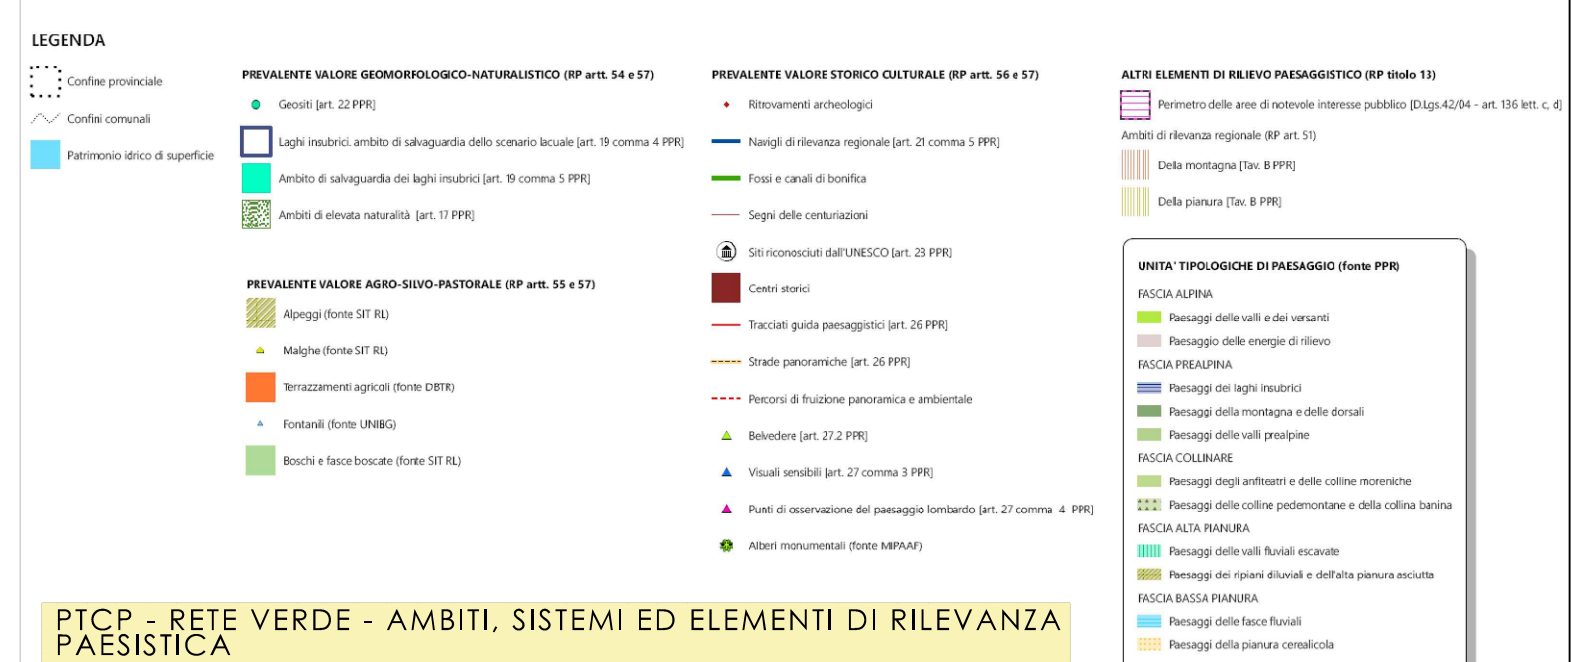 LEGENDA
Confine provinciale
Confini comunali
Patrimonio idrico di superficie
PREVALENTE VALORE GEOMORFOLOGICO-NATURALISTICO (RP artt. 54 e 57)
Geositi [art. 22 PPR]
Laghi insubrici. ambito di salvaguardia dello scenario lacuale [art. 19 comma 4 PPR]
Ambito di salvaguardia dei laghi insubrici [art. 19 comma 5 PPR]
Ambiti di elevata naturalità [art. 17 PPR]
PREVALENTE VALORE AGRO-SILVO-PASTORALE (RP artt. 55 e 57)
Alpeggi (fonte SIT RL)
Malghe (fonte SIT RL)
Terrazzamenti agricoli (fonte DBTR)
Fontanili (fonte UNIBG)
Boschi e fasce boscate (fonte SIT RL)
PREVALENTE VALORE STORICO CULTURALE (RP artt. 56 e 57)
Ritrovamenti archeologici
Navigli di rilevanza regionale [art. 21 comma 5 PPR]
Fossi e canali di bonifica
Segni delle centuriazioni
Siti riconosciuti dall'UNESCO [art. 23 PPR]
Centri storici
Tracciati guida paesaggistici [art. 26 PPR]
Strade panoramiche [art. 26 PPR]
Percorsi di fruizione panoramica e ambientale
Belvedere [art. 27.2 PPR]
Visuali sensibili [art. 27 comma 3 PPR]
Punti di osservazione del paesaggio lombardo [art. 27 comma 4 PPR]
Alberi monumentali (fonte MIPAAF)
ALTRI ELEMENTI DI RILIEVO PAESAGGISTICO (RP titolo 13)
Perimetro delle aree di notevole interesse pubblico [D.Lgs.42/04 - art. 136 lett. c, d]
Ambiti di rilevanza regionale (RP art. 51)
Della montagna [Tav. B PPR]
Della pianura [Tav. B PPR]
UNITA' TIPOLOGICHE DI PAESAGGIO (fonte PPR)
FASCIA ALPINA
Paesaggi delle valli e dei versanti
Paesaggio delle energie di rilievo
FASCIA PREALPINA
Paesaggi dei laghi insubrici
Paesaggi della montagna e delle dorsali
Paesaggi delle valli prealpine
FASCIA COLLINARE
Paesaggi degli anfiteatri e delle colline moreniche
Paesaggi delle colline pedemontane e della collina banina
FASCIA ALTA PIANURA
Paesaggi delle valli fluviali escavate
Paesaggi dei ripiani diluviali e dell'alta pianura asciutta
FASCIA BASSA PIANURA
Paesaggi delle fasce fluviali
Paesaggi della pianura cerealicola
PTCP - RETE VERDE - AMBITI, SISTEMI ED ELEMENTI DI RILEVANZA
PAESISTICA